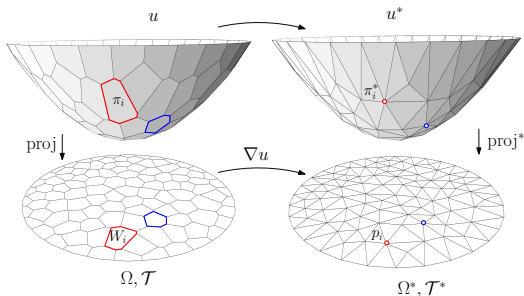 u
u*
π_i
π_i*
proj
∇u
proj*
W_i
p_i
Ω, 𝒯
Ω*, 𝒯*